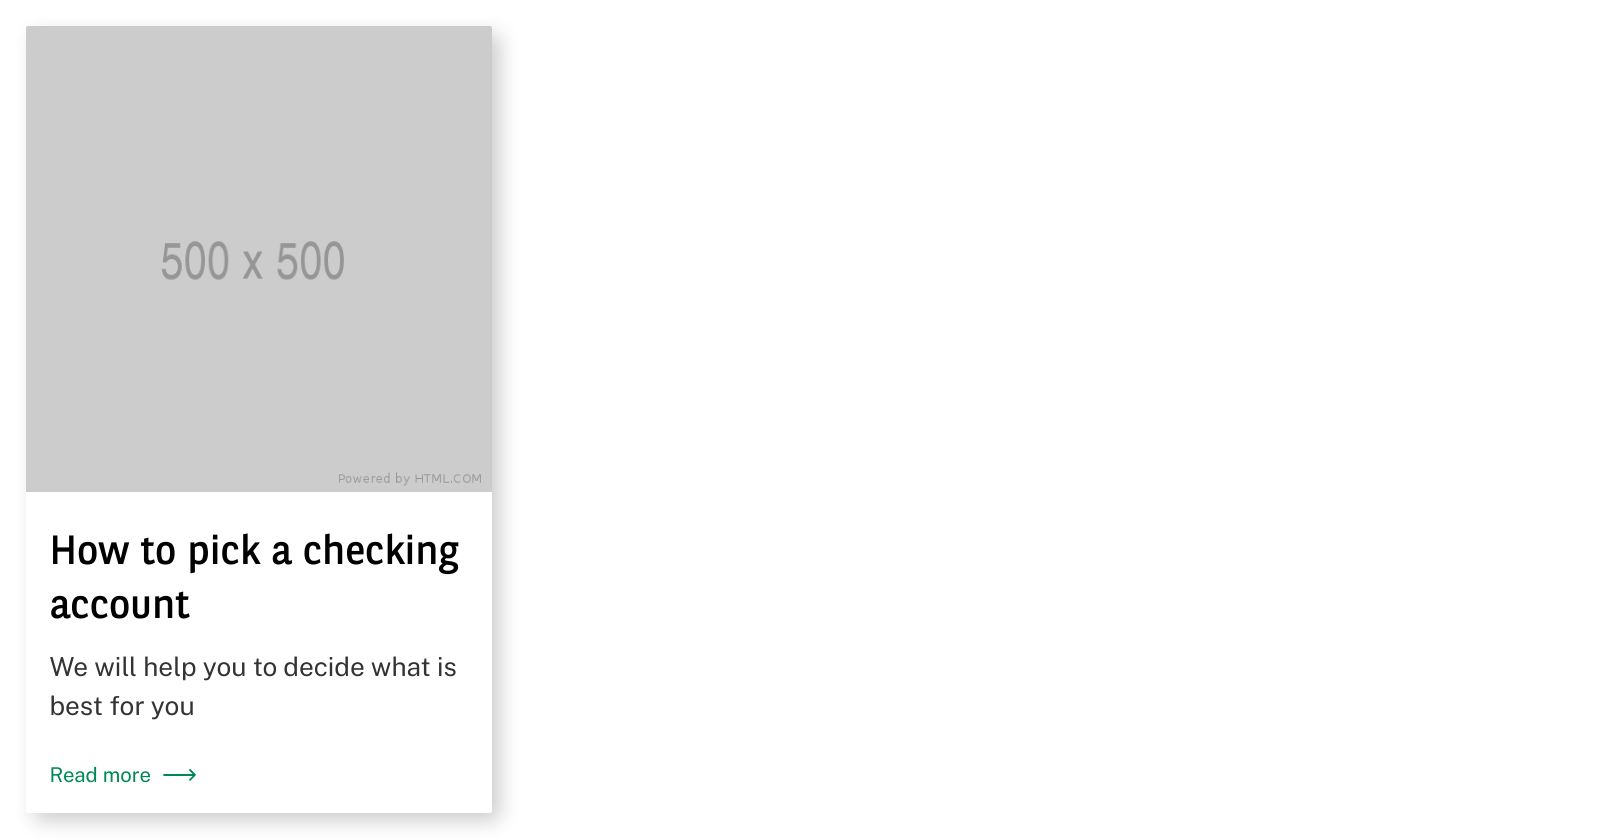 500 x 500
Powered by HTML.COM
How to pick a checking
account
We will help you to decide what is
best for you
Read more